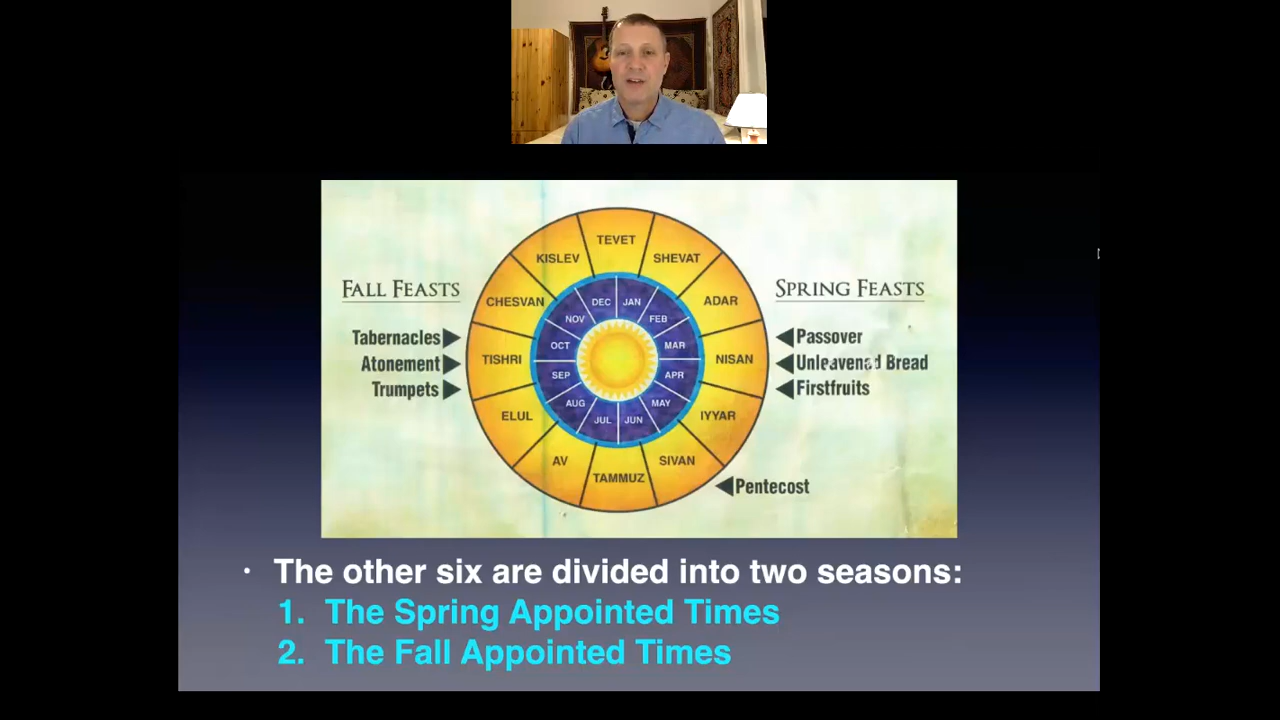 TEVET
KISLEV
SHEVAT
FALL FEASTS
CHESVAN
DEC
JAN
ADAR
SPRING FEASTS
NOV
FEB
Tabernacles
OCT
MAR
Passover
Atonement
TISHRI
NISAN
Unleavened Bread
Trumpets
SEP
APR
Firstfruits
ELUL
AUG
MAY
IYYAR
JUL
JUN
AV
SIVAN
TAMMUZ
Pentecost
· The other six are divided into two seasons:
1. The Spring Appointed Times
2. The Fall Appointed Times